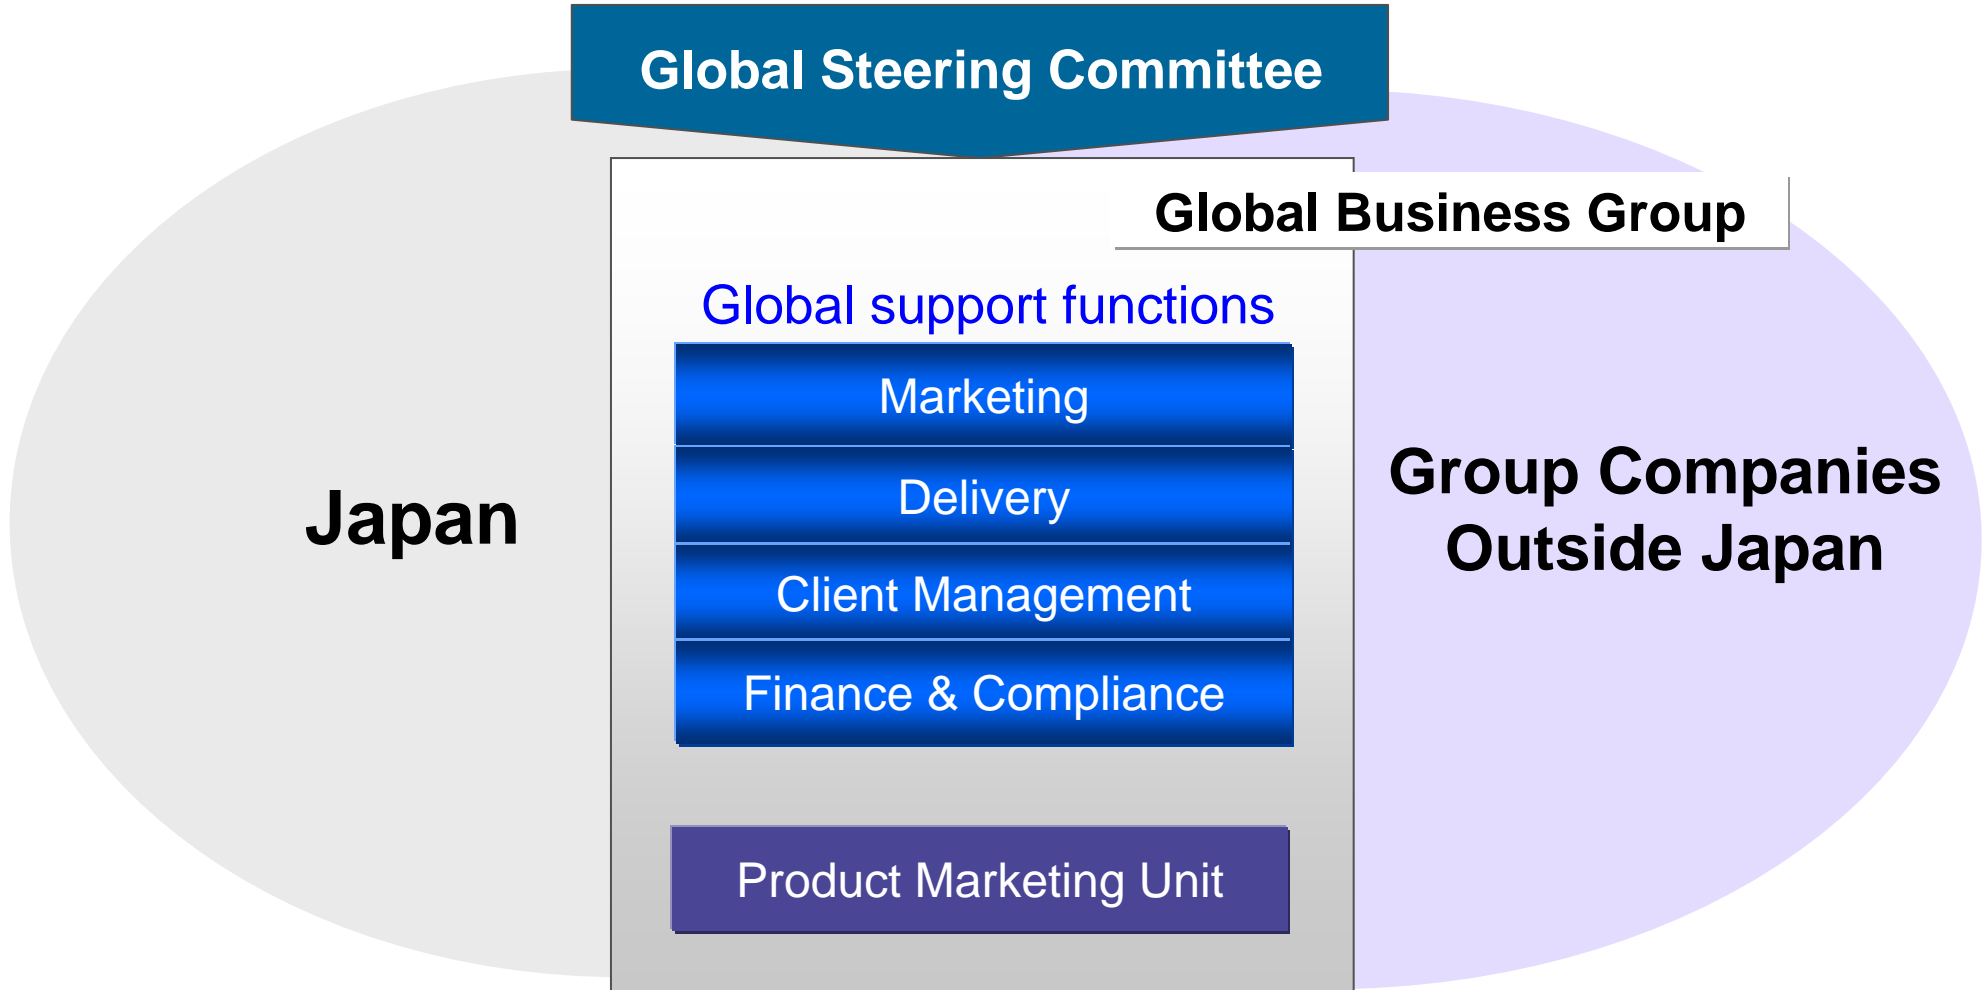 Global Steering Committee
Global Business Group
Global support functions
Marketing
Delivery
Client Management
Finance & Compliance
Product Marketing Unit
Japan
Group Companies
Outside Japan